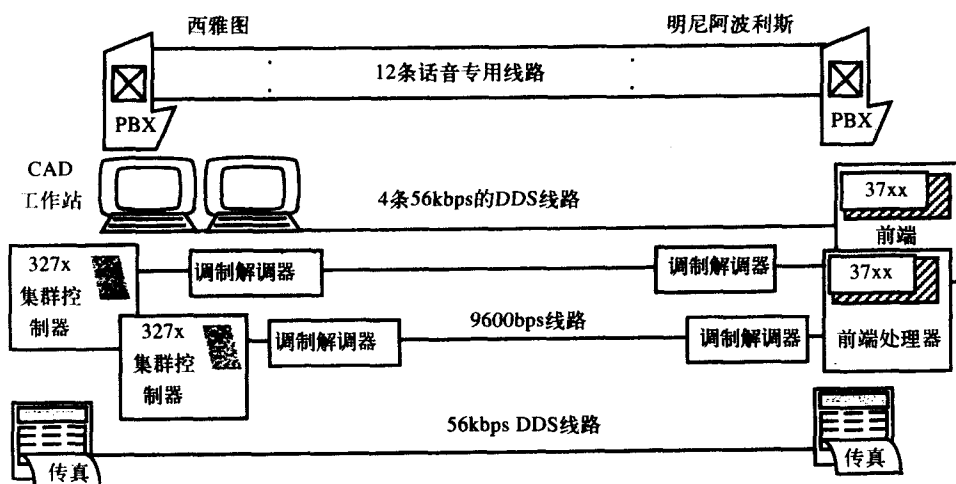 西雅图
明尼阿波利斯
12条话音专用线路
PBX
PBX
CAD
工作站
4条56kbps的DDS线路
37xx
前端
327x
集群控
制器
调制解调器
调制解调器
37xx
前端处理器
327x
集群控
制器
调制解调器
9600bps线路
调制解调器
56kbps DDS线路
传真
传真